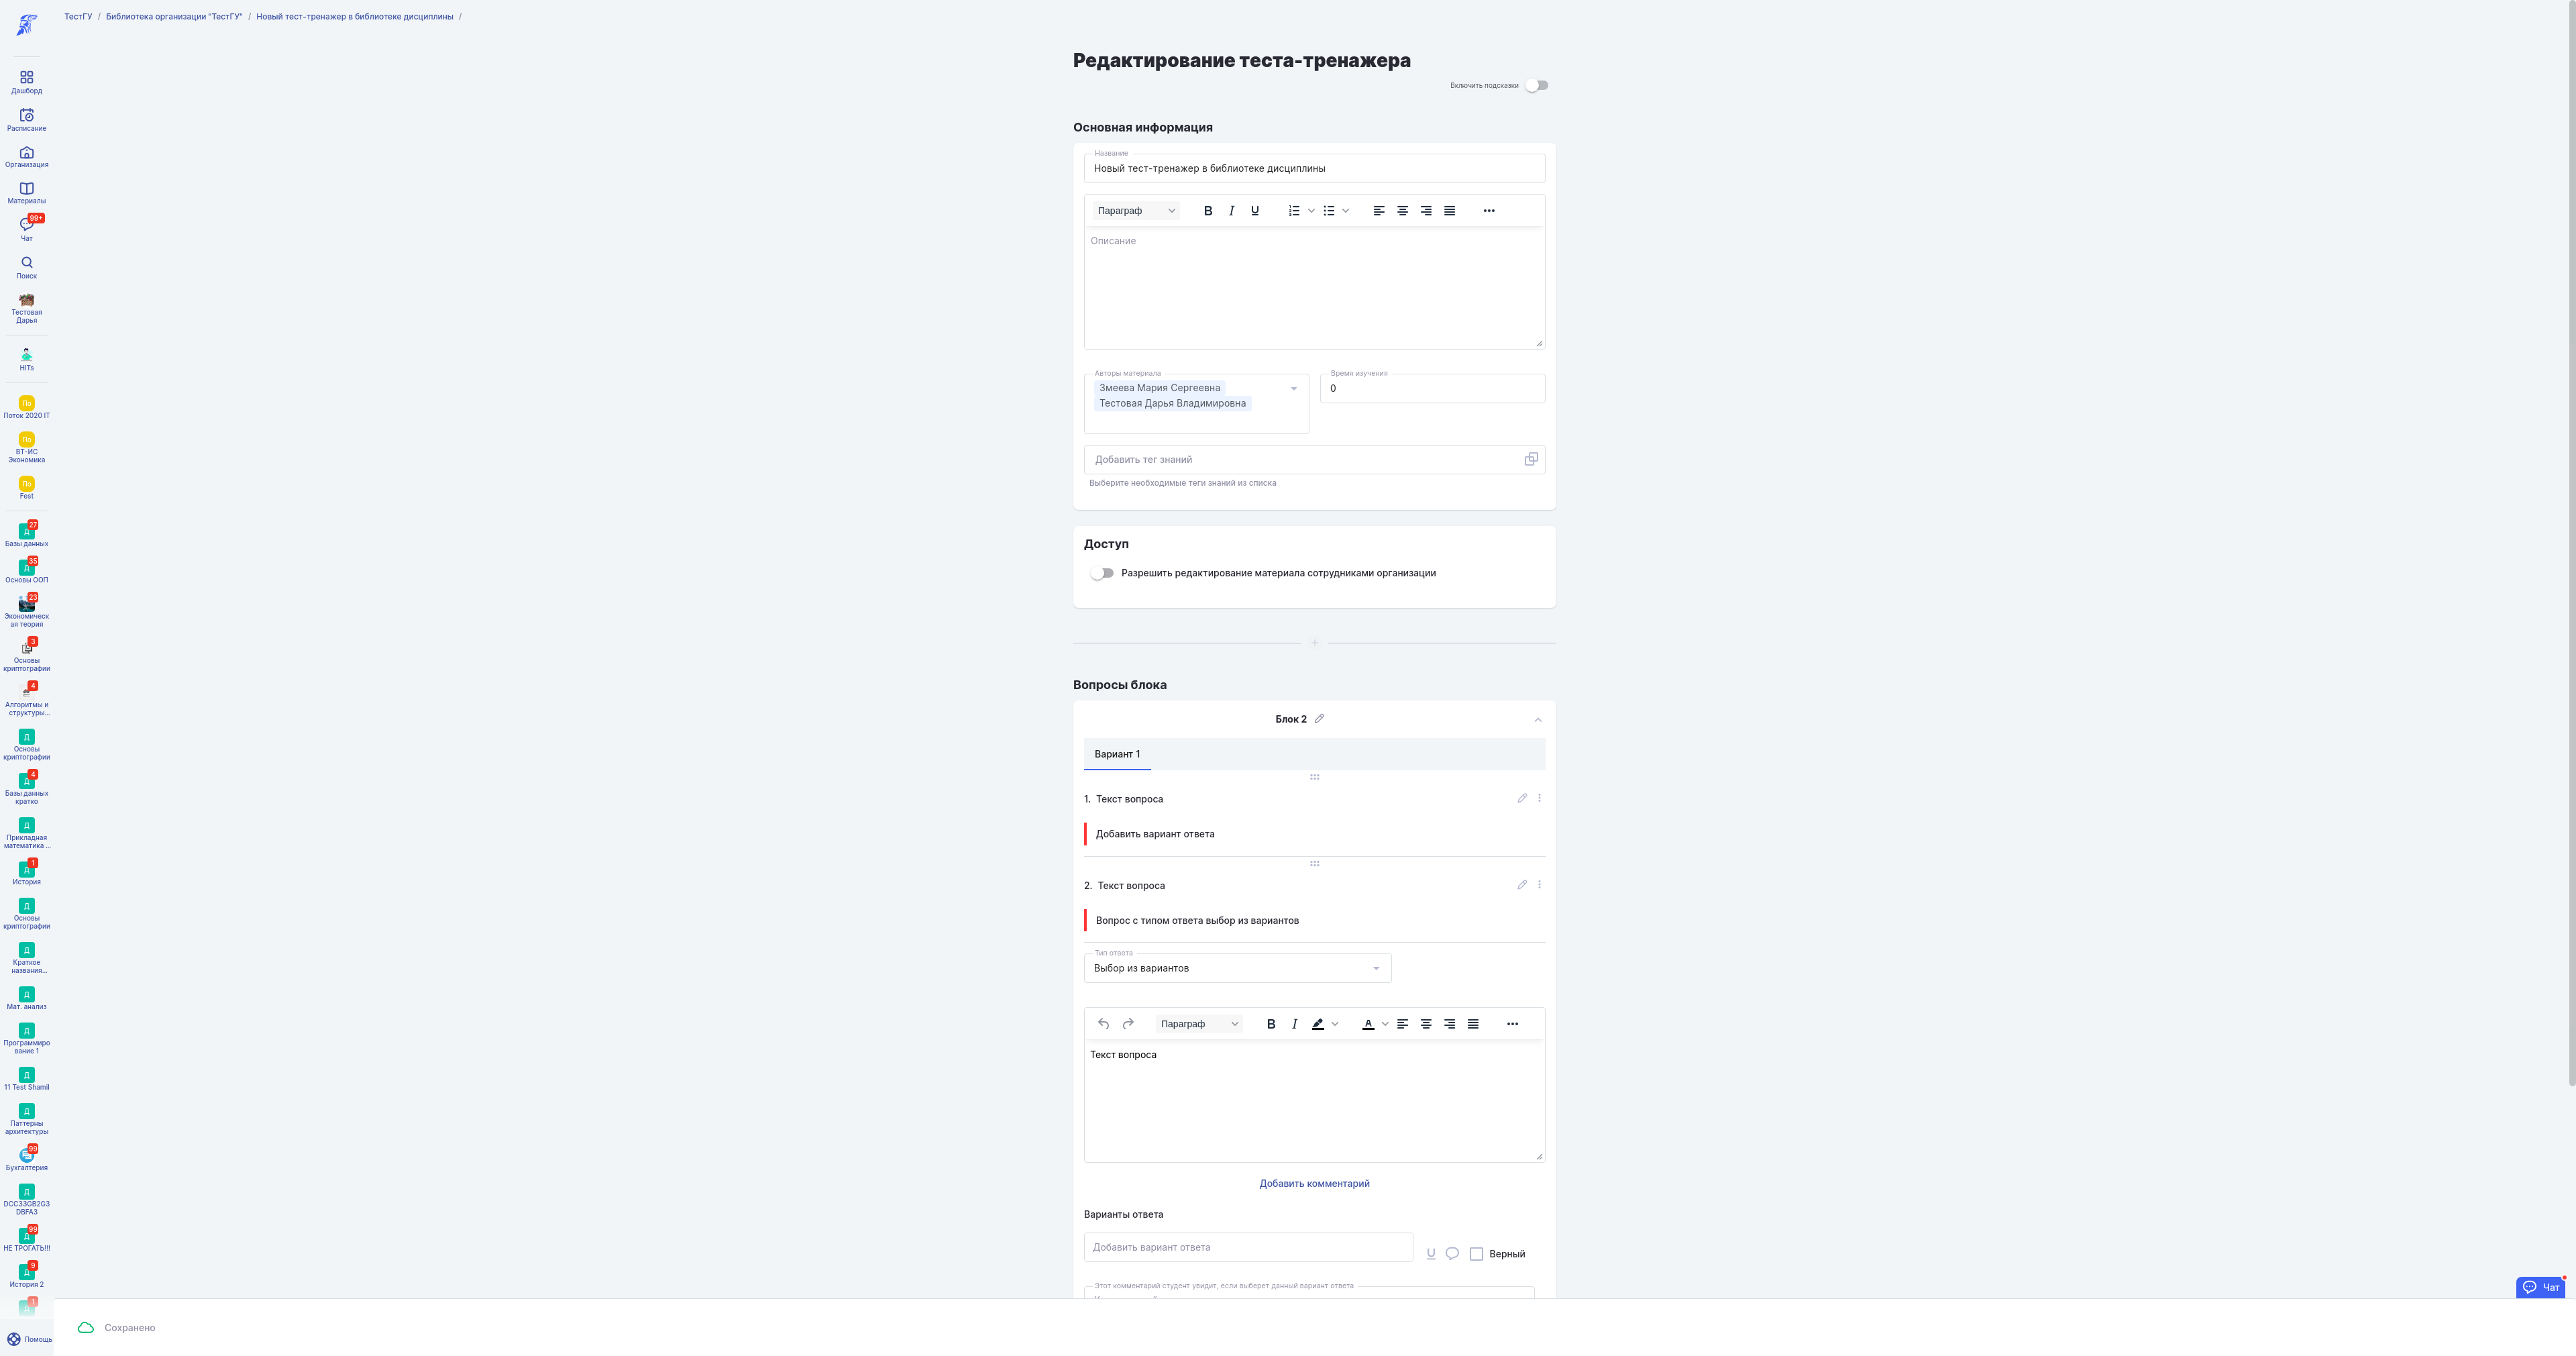 ТестГУ / Библиотека организации "ТестГУ" / Новый тест-тренажер в библиотеке дисциплины /
Дашборд
Расписание
Организация
Материалы
99+
Чат
Поиск
Тестовая
Дарья
HITs
По
Поток 2020 IT
По
ВТ-ИС
Экономика
По
Fest
27
Д
Базы данных
35
Д
Основы ООП
23
Экономическ
ая теория
3
Основы
криптографии
4
Алгоритмы и
структуры...
Д
Основы
криптографии
4
Д
Базы данных
кратко
Д
Прикладная
математика ...
1
Д
История
Д
Основы
криптографии
Д
Краткое
названия...
Д
Мат. анализ
Д
Программиро
вание 1
Д
11 Test Shamil
Д
Паттерны
архитектуры
99
Бухгалтерия
Д
DCC33GB2G3
DBFA3
99
Д
НЕ ТРОГАТЬ!!!
9
Д
История 2
1
Д
Помощь
Редактирование теста-тренажера
Включить подсказки
Основная информация
Название
Новый тест-тренажер в библиотеке дисциплины
Параграф
Описание
Авторы материала
Змеева Мария Сергеевна
Тестовая Дарья Владимировна
Время изучения
0
Добавить тег знаний
Выберите необходимые теги знаний из списка
Доступ
Разрешить редактирование материала сотрудниками организации
Вопросы блока
Блок 2
Вариант 1
1. Текст вопроса
Добавить вариант ответа
2. Текст вопроса
Вопрос с типом ответа выбор из вариантов
Тип ответа
Выбор из вариантов
Параграф
Текст вопроса
Добавить комментарий
Варианты ответа
Добавить вариант ответа
Верный
Этот комментарий студент увидит, если выберет данный вариант ответа
Чат
Сохранено